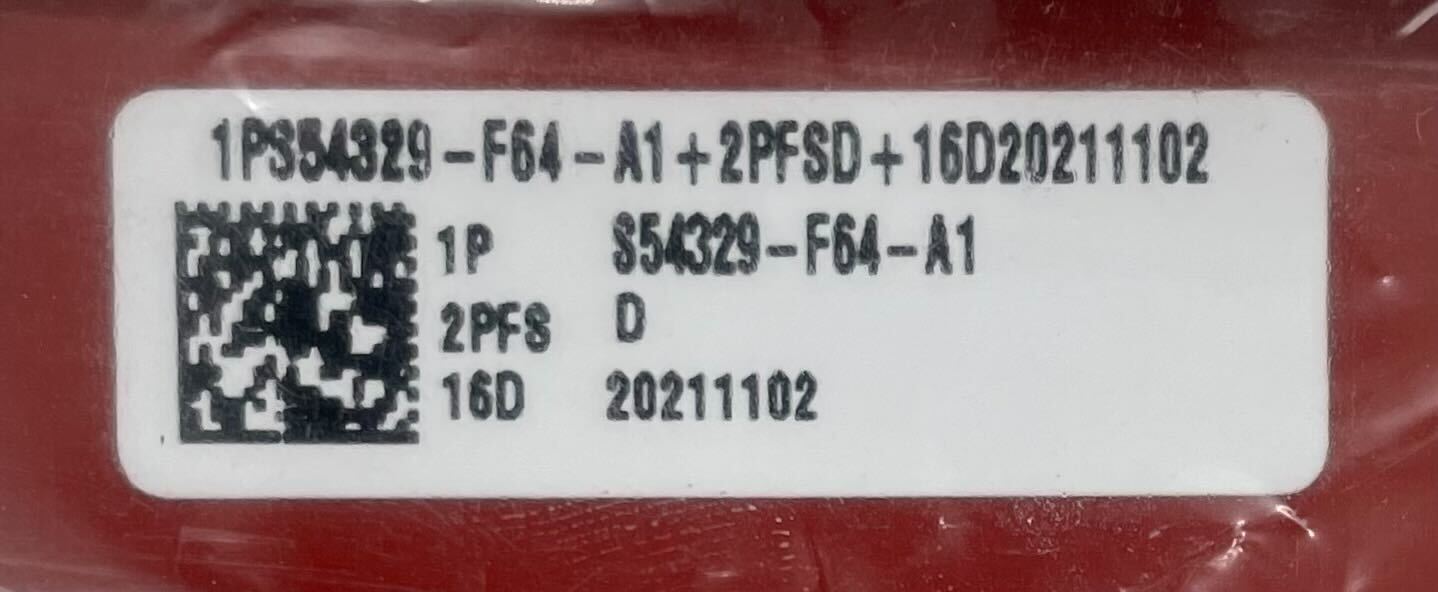 1PS54329-F64-A1+2PFSD+16D20211102
1P S54329-F64-A1
2PFS D
16D 20211102